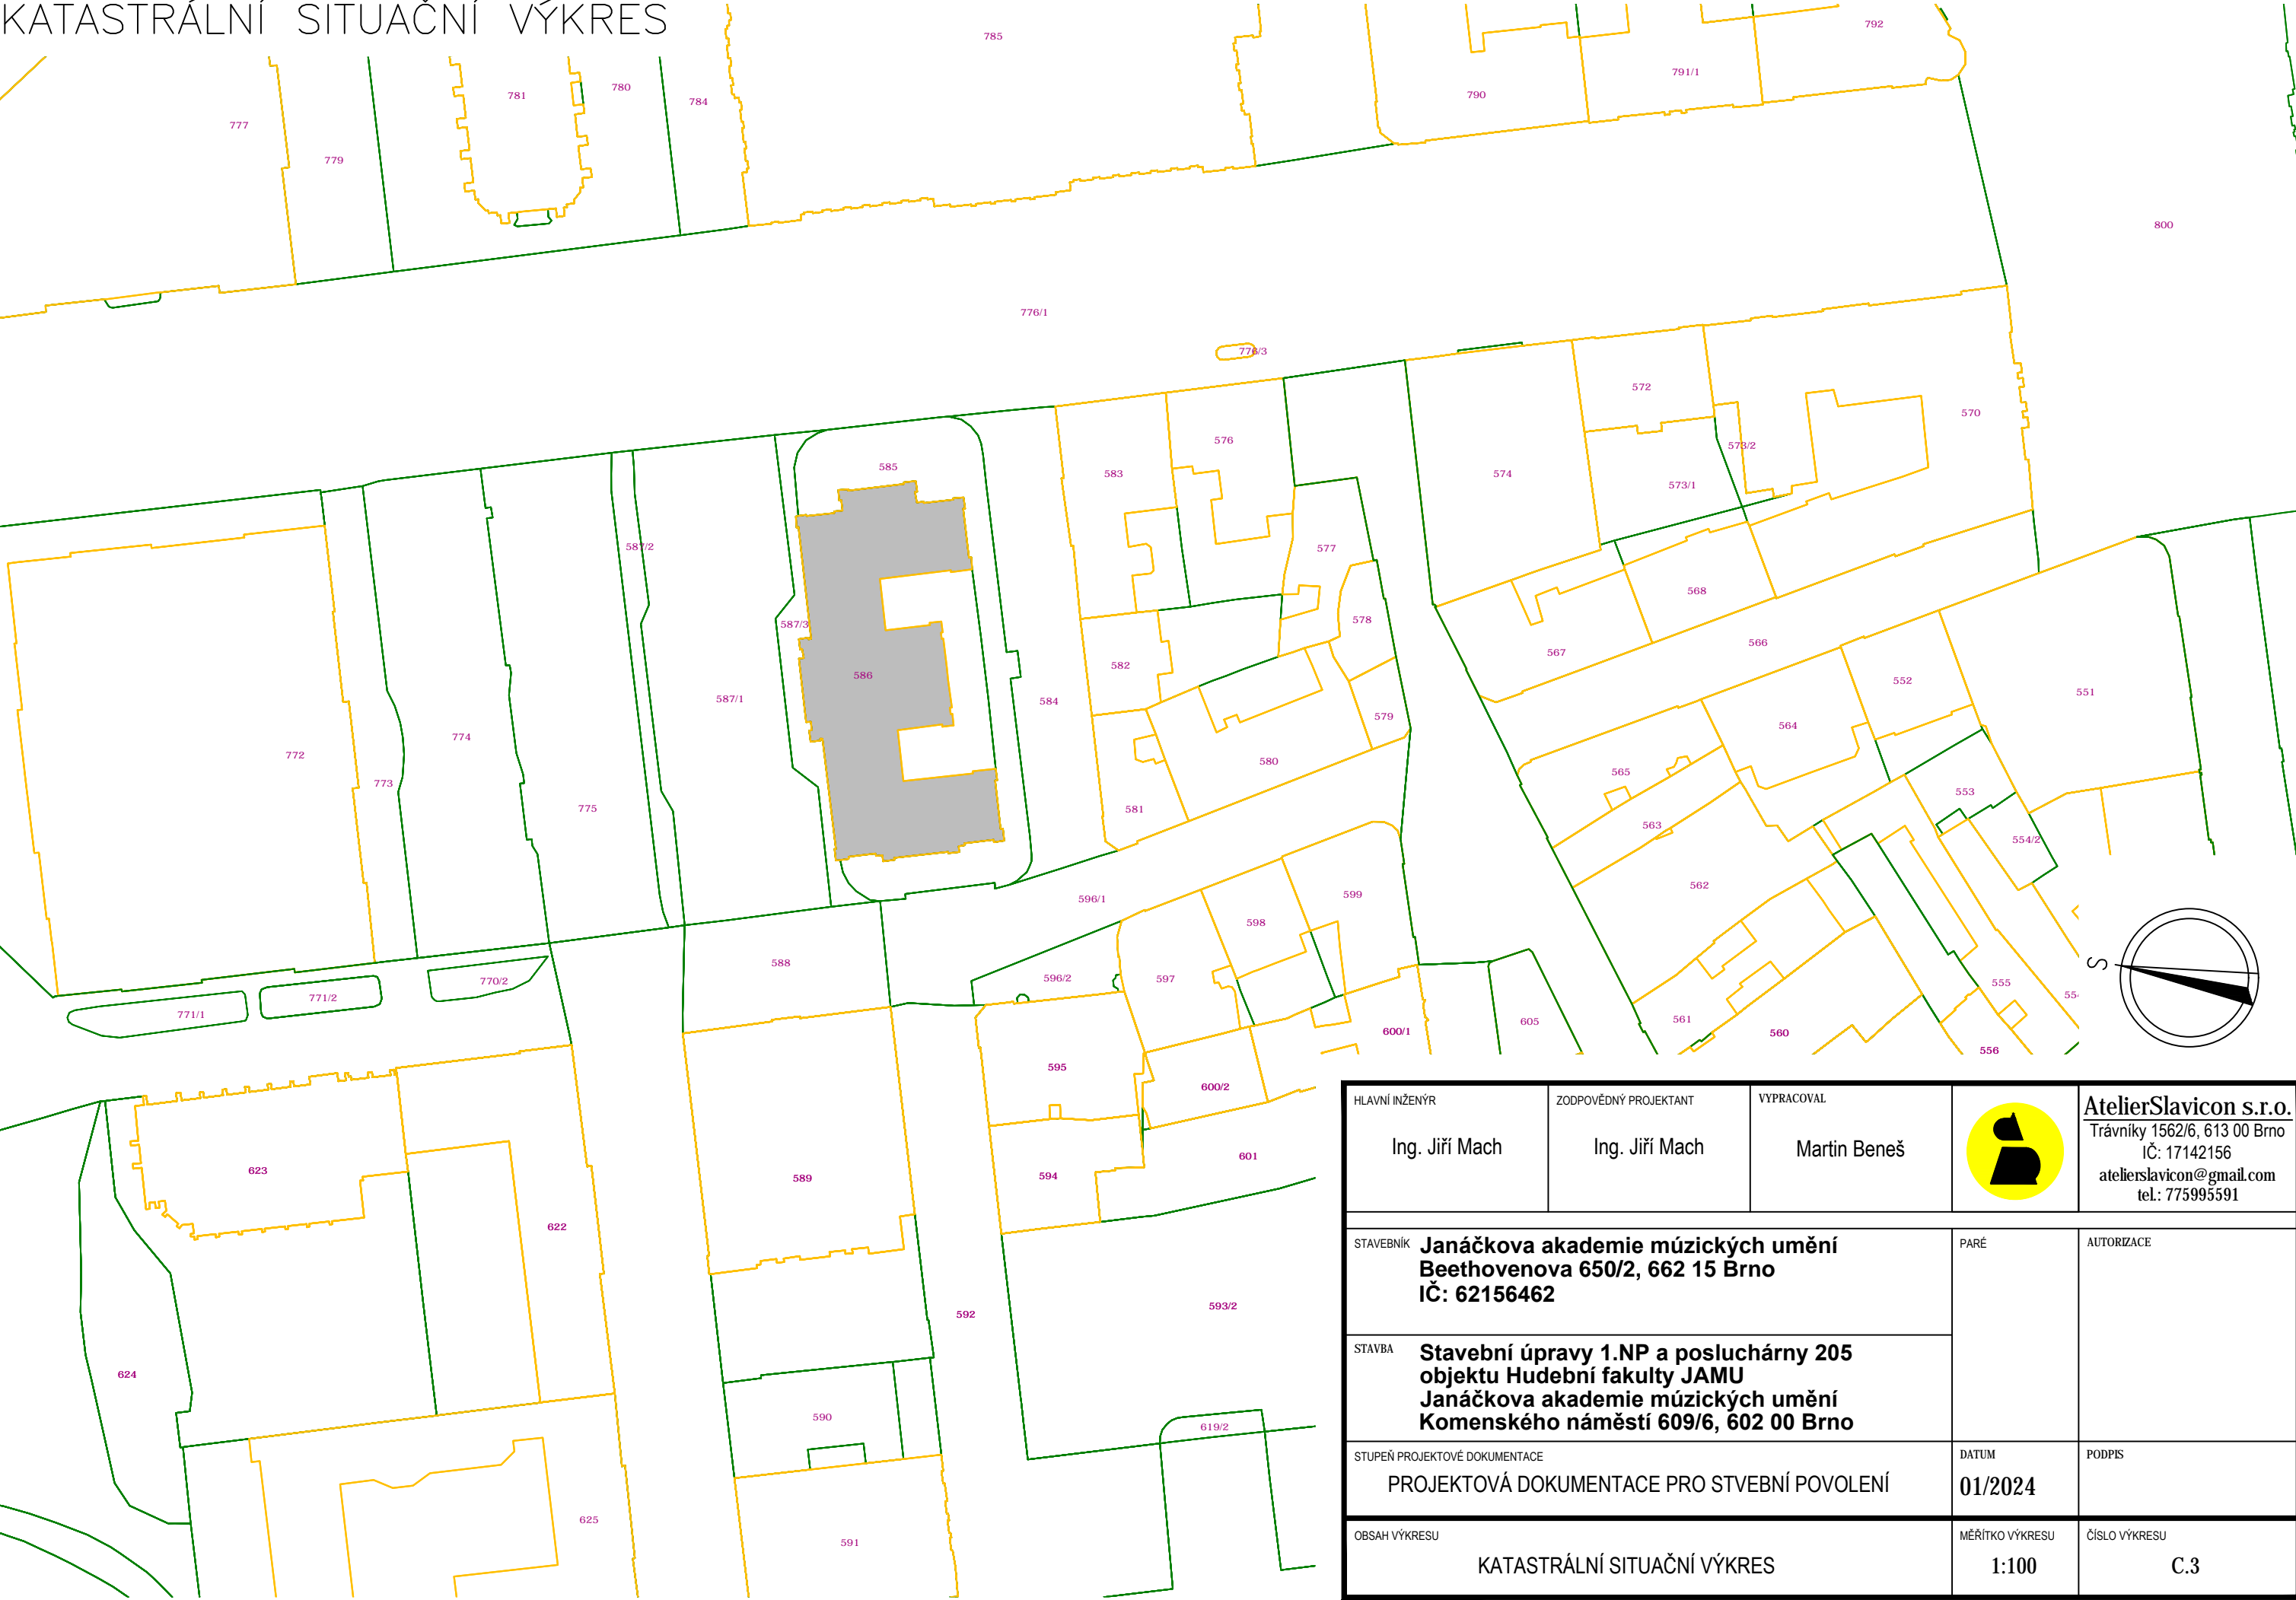 KATASTRÁLNÍ SITUAČNÍ VÝKRES
785
792
791/1
790
781
780
784
777
779
800
776/1
776/3
572
570
576
573/2
585
583
574
573/1
587/2
577
568
587/3
578
566
567
582
586
552
551
587/1
584
579
564
774
772
580
565
773
553
775
581
563
554/2
562
599
596/1
598
588
596/2
597
770/2
555
771/2
771/1
S
561
605
600/1
560
556
595
600/2
601
623
589
594
622
593/2
592
624
590
619/2
625
591
HLAVNÍ INŽENÝR
Ing. Jiří Mach
ZODPOVĚDNÝ PROJEKTANT
Ing. Jiří Mach
VYPRACOVAL
Martin Beneš
AtelierSlavicon s.r.o.
Trávníky 1562/6, 613 00 Brno
IČ: 17142156
atelierslavicon@gmail.com
tel.: 775995591
STAVEBNÍK Janáčkova akademie múzických umění
Beethovenova 650/2, 662 15 Brno
IČ: 62156462
PARÉ
AUTORIZACE
STAVBA Stavební úpravy 1.NP a posluchárny 205
objektu Hudební fakulty JAMU
Janáčkova akademie múzických umění
Komenského náměstí 609/6, 602 00 Brno
STUPEŇ PROJEKTOVÉ DOKUMENTACE
PROJEKTOVÁ DOKUMENTACE PRO STVEBNÍ POVOLENÍ
DATUM
01/2024
PODPIS
OBSAH VÝKRESU
KATASTRÁLNÍ SITUAČNÍ VÝKRES
MĚŘÍTKO VÝKRESU
1:100
ČÍSLO VÝKRESU
C.3